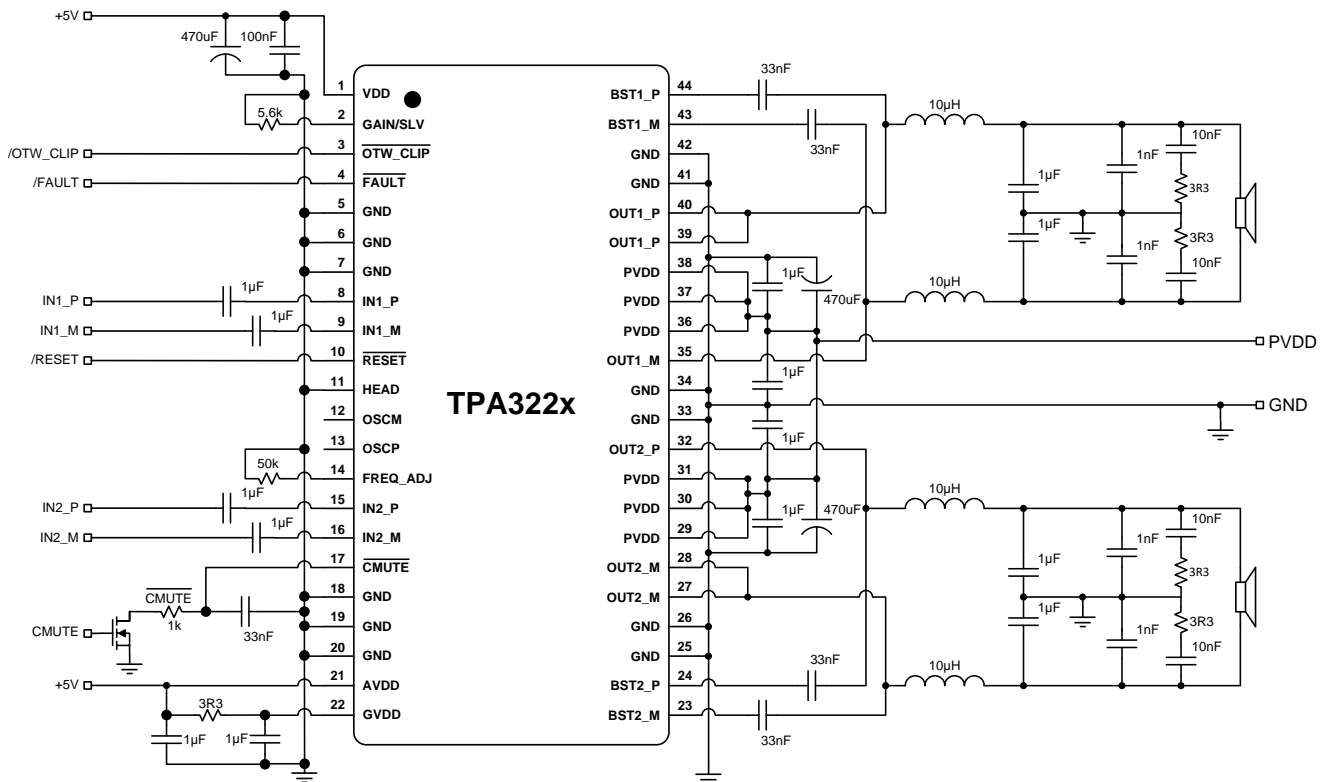 +5V
470uF
100nF
5.6k
/OTW_CLIP
/FAULT
1µF
IN1_P
1µF
IN1_M
/RESET
50k
1µF
IN2_P
1µF
IN2_M
CMUTE
1k
33nF
CMUTE
+5V
3R3
1µF
1µF
1 VDD
2 GAIN/SLV
3 OTW_CLIP
4 FAULT
5 GND
6 GND
7 GND
8 IN1_P
9 IN1_M
10 RESET
11 HEAD
12 OSCM
13 OSCP
14 FREQ_ADJ
15 IN2_P
16 IN2_M
17 CMUTE
18 GND
19 GND
20 GND
21 AVDD
22 GVDD
TPA322x
BST1_P 44
BST1_M 43
GND 42
GND 41
OUT1_P 40
OUT1_P 39
PVDD 38
PVDD 37
PVDD 36
OUT1_M 35
GND 34
GND 33
OUT2_P 32
PVDD 31
PVDD 30
PVDD 29
OUT2_M 28
OUT2_M 27
GND 26
GND 25
BST2_P 24
BST2_M 23
33nF
33nF
1µF
470uF
1µF
1µF
1µF
470uF
33nF
33nF
10µH
10nF
1nF
1µF
3R3
1µF
3R3
1nF
10nF
10µH
PVDD
GND
10µH
10nF
1nF
1µF
3R3
1µF
3R3
1nF
10nF
10µH